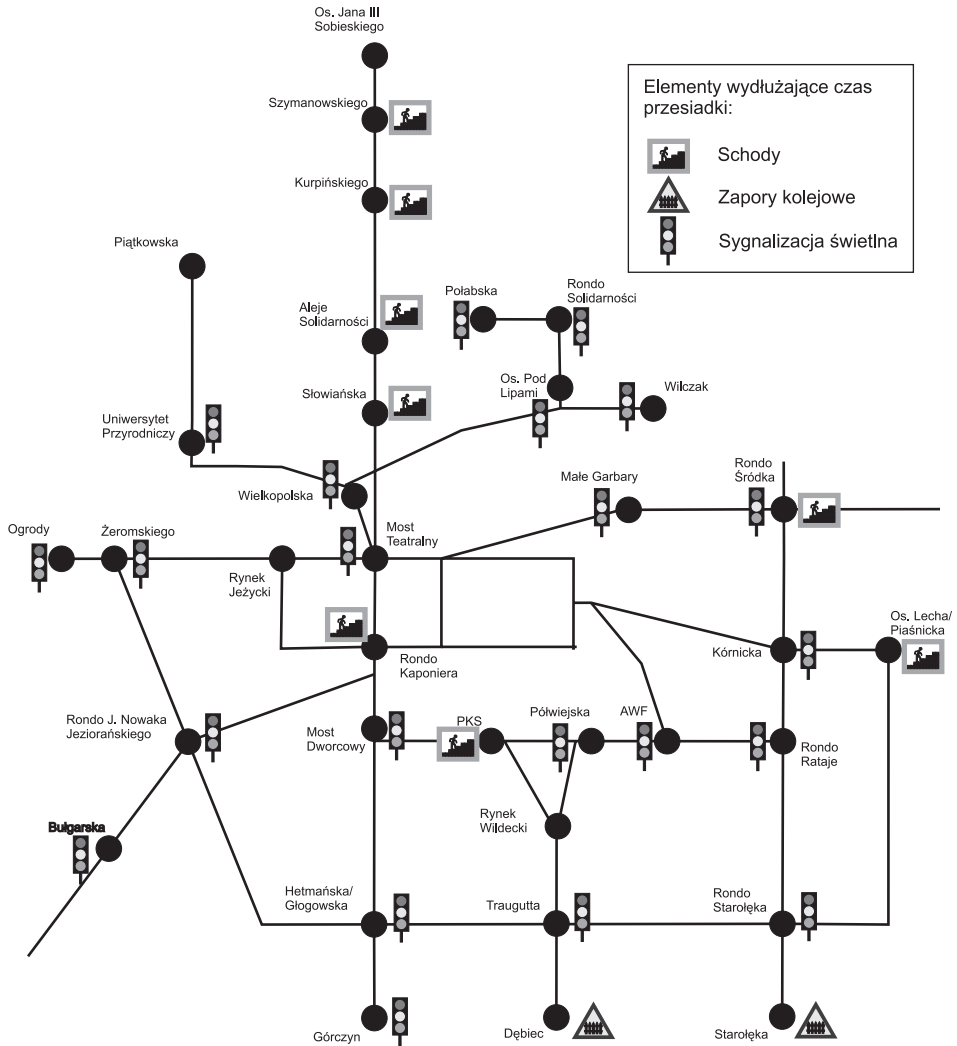 Os. Jana III
Sobieskiego
Szymanowskiego
Elementy wydłużające czas
przesiadki:
Schody
Zapory kolejowe
Sygnalizacja świetlna
Kurpińskiego
Piątkowska
Aleje
Solidarności
Połabska
Rondo
Solidarności
Słowiańska
Os. Pod
Lipami
Wilczak
Uniwersytet
Przyrodniczy
Wielkopolska
Małe Garbary
Rondo
Śródka
Ogrody
Żeromskiego
Most
Teatralny
Rynek
Jeżycki
Rondo
Kaponiera
Kórnicka
Os. Lecha/
Piaśnicka
Rondo J. Nowaka
Jeziorańskiego
Most
Dworcowy
PKS
Półwiejska
AWF
Rondo
Rataje
Bułgarska
Rynek
Wildecki
Hetmańska/
Głogowska
Traugutta
Rondo
Starołęka
Górczyn
Dębiec
Starołęka